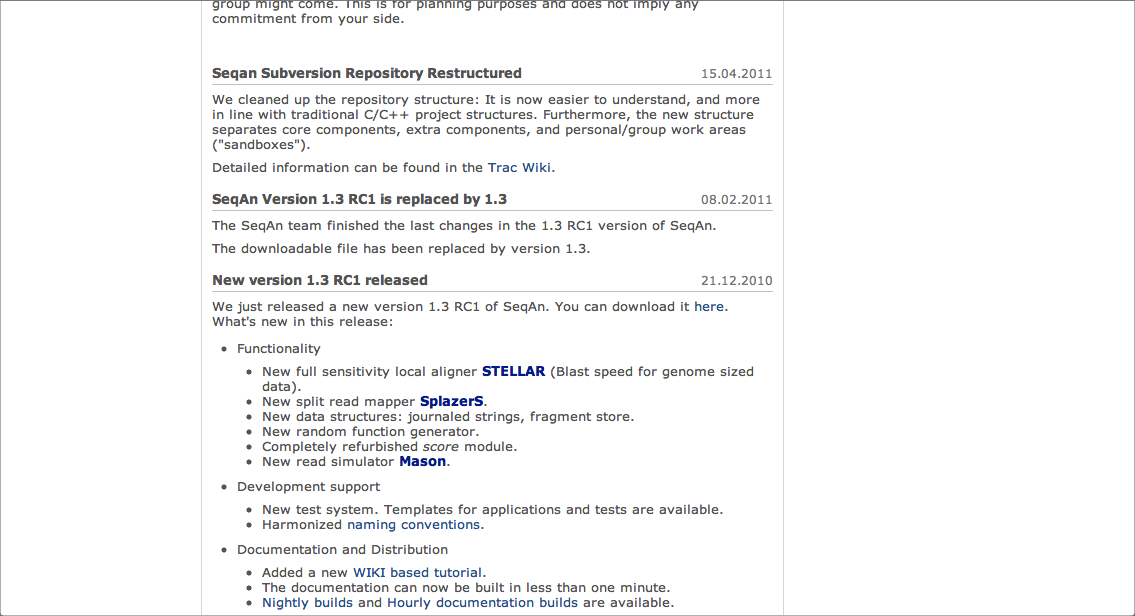 group might come. This is for planning purposes and does not imply any
commitment from your side.
Seqan Subversion Repository Restructured 15.04.2011
We cleaned up the repository structure: It is now easier to understand, and more
in line with traditional C/C++ project structures. Furthermore, the new structure
separates core components, extra components, and personal/group work areas
("sandboxes").
Detailed information can be found in the Trac Wiki.
SeqAn Version 1.3 RC1 is replaced by 1.3 08.02.2011
The SeqAn team finished the last changes in the 1.3 RC1 version of SeqAn.
The downloadable file has been replaced by version 1.3.
New version 1.3 RC1 released 21.12.2010
We just released a new version 1.3 RC1 of SeqAn. You can download it here.
What's new in this release:
• Functionality
• New full sensitivity local aligner STELLAR (Blast speed for genome sized
data).
• New split read mapper SplazerS.
• New data structures: journaled strings, fragment store.
• New random function generator.
• Completely refurbished score module.
• New read simulator Mason.
• Development support
• New test system. Templates for applications and tests are available.
• Harmonized naming conventions.
• Documentation and Distribution
• Added a new WIKI based tutorial.
• The documentation can now be built in less than one minute.
• Nightly builds and Hourly documentation builds are available.